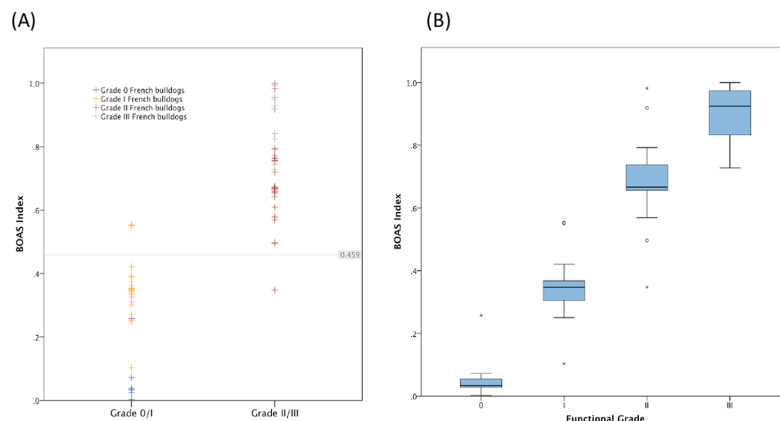 (A)
(B)
Grade 0 French bulldogs
Grade I French bulldogs
Grade II French bulldogs
Grade III French bulldogs
BOAS Index
1.0
.8
.6
.4
.2
.0
0.459
Grade 0/I
Grade II/III
BOAS Index
1.0
.8
.6
.4
.2
.0
0
I
II
III
Functional Grade